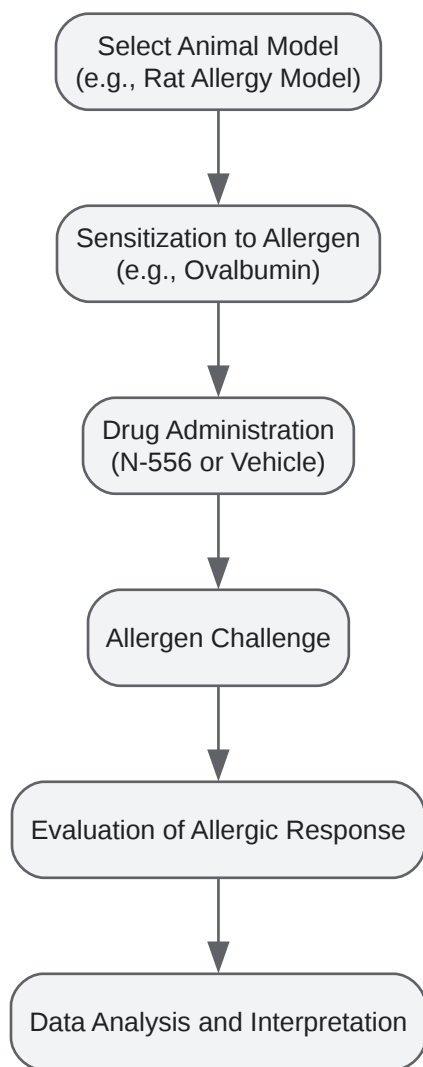 Select Animal Model
(e.g., Rat Allergy Model)
Sensitization to Allergen
(e.g., Ovalbumin)
Drug Administration
(N-556 or Vehicle)
Allergen Challenge
Evaluation of Allergic Response
Data Analysis and Interpretation